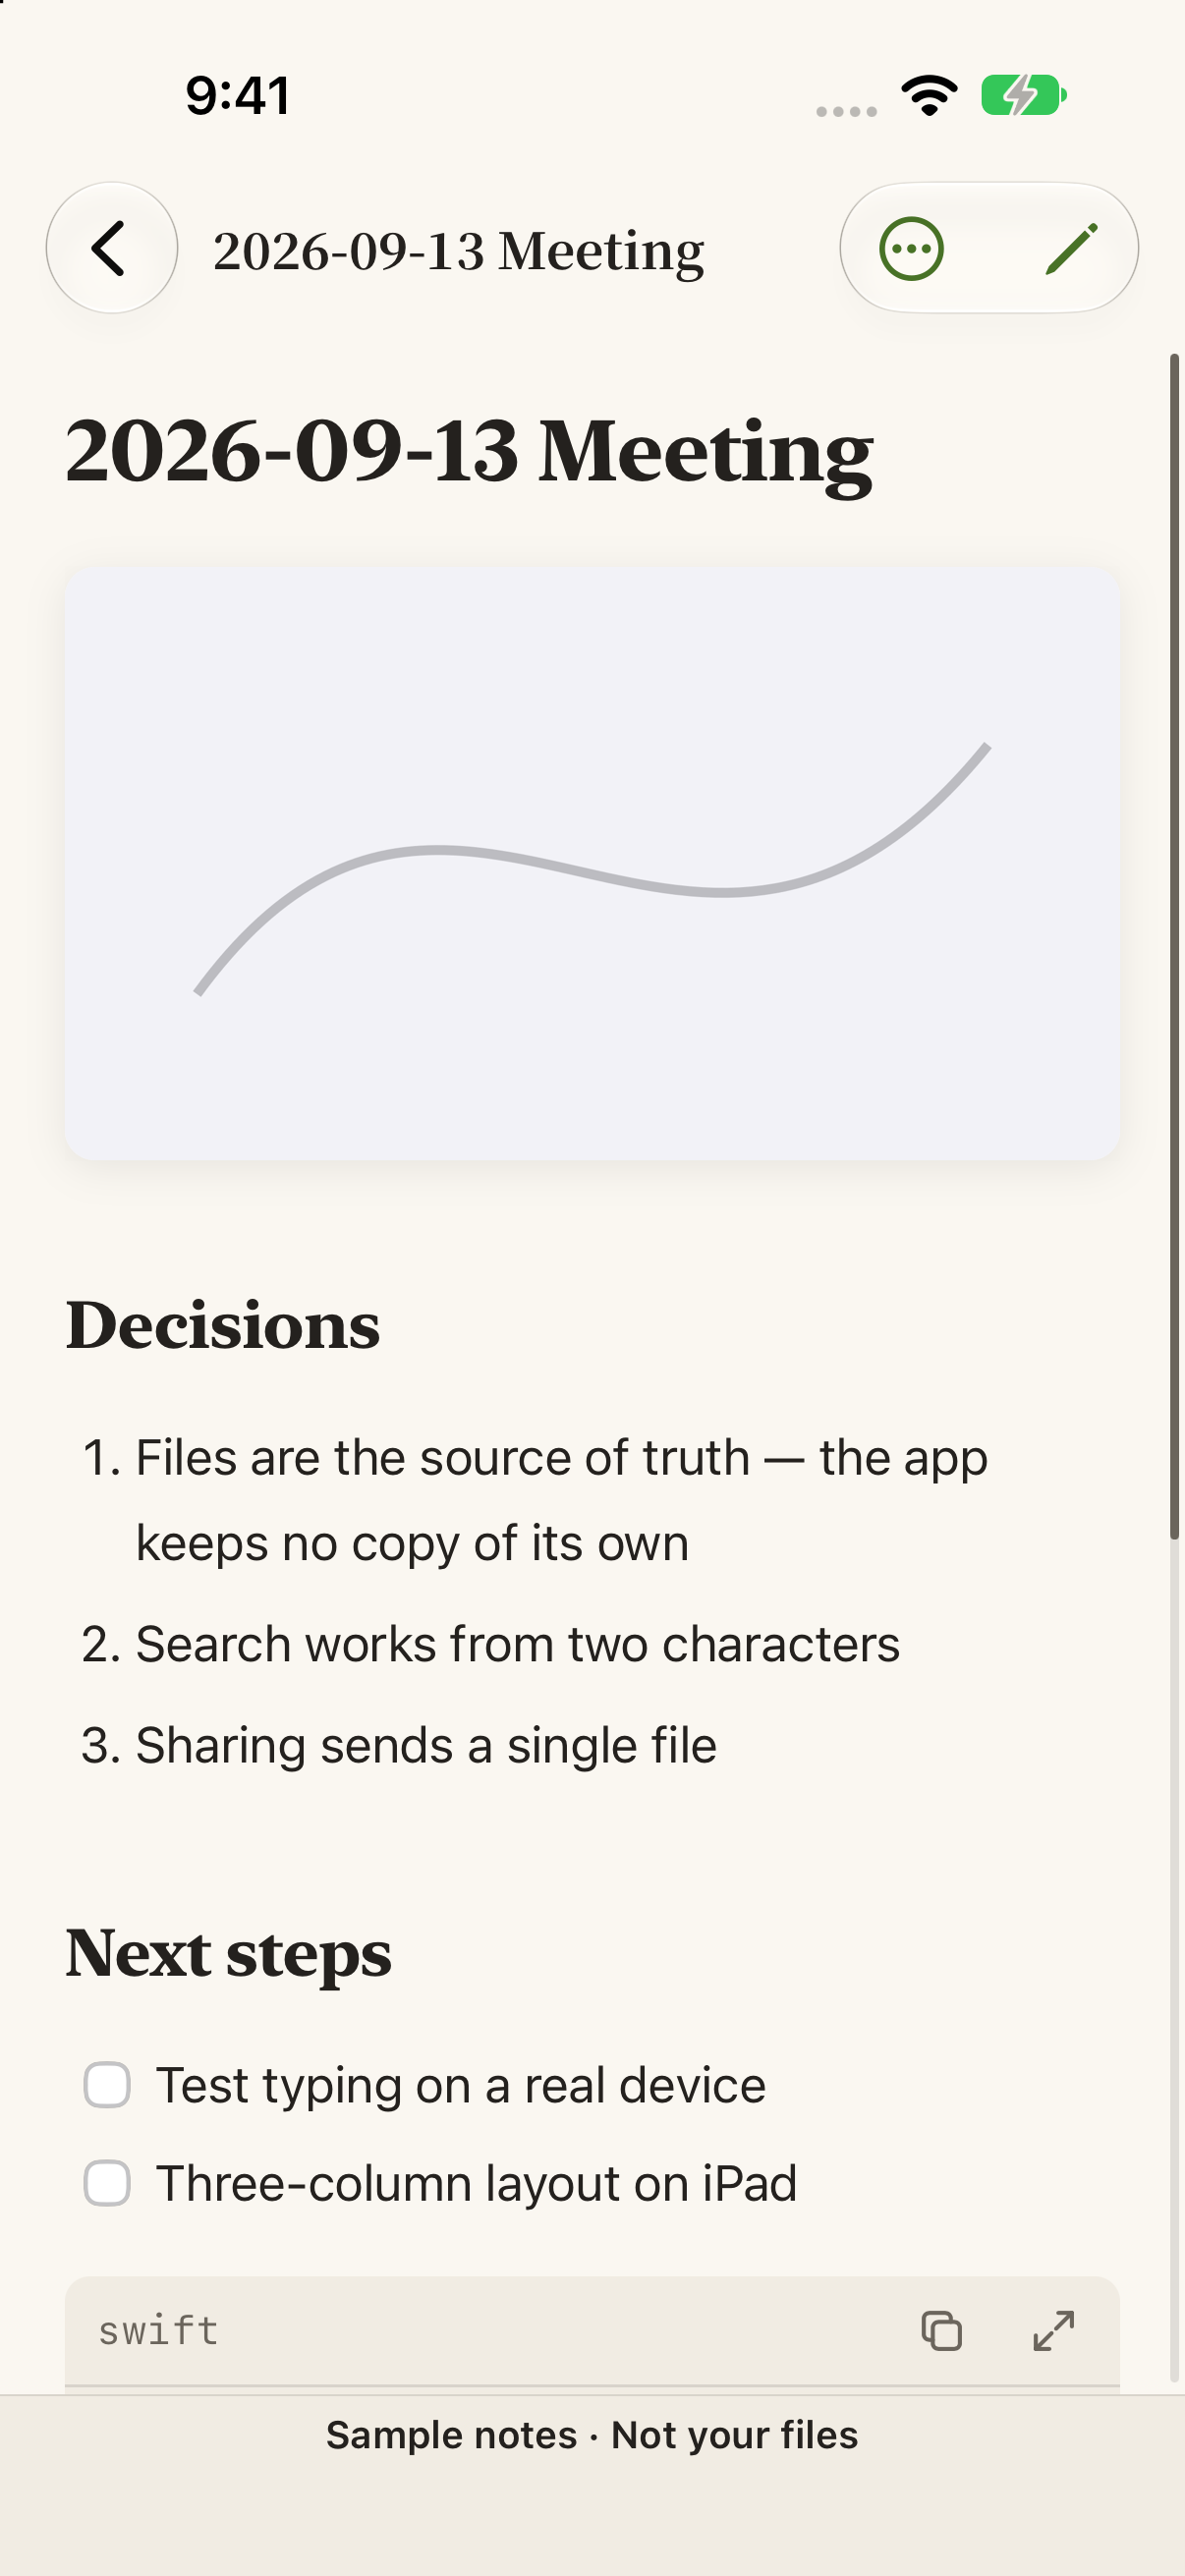 9:41
2026-09-13 Meeting
2026-09-13 Meeting
Decisions
1. Files are the source of truth — the app
keeps no copy of its own
2. Search works from two characters
3. Sharing sends a single file
Next steps
Test typing on a real device
Three-column layout on iPad
swift
Sample notes · Not your files